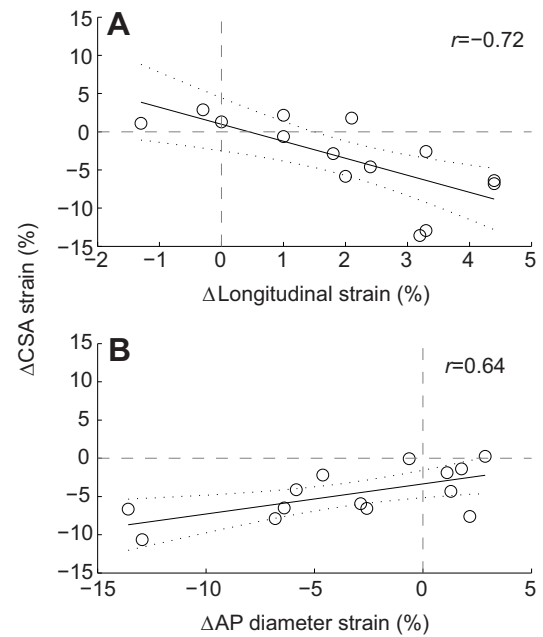 A
r=−0.72
15
10
5
0
−5
−10
−15
−2 −1 0 1 2 3 4 5
ΔLongitudinal strain (%)
ΔCSA strain (%)
B
r=0.64
15
10
5
0
−5
−10
−15
−10 −5 0 5
ΔAP diameter strain (%)